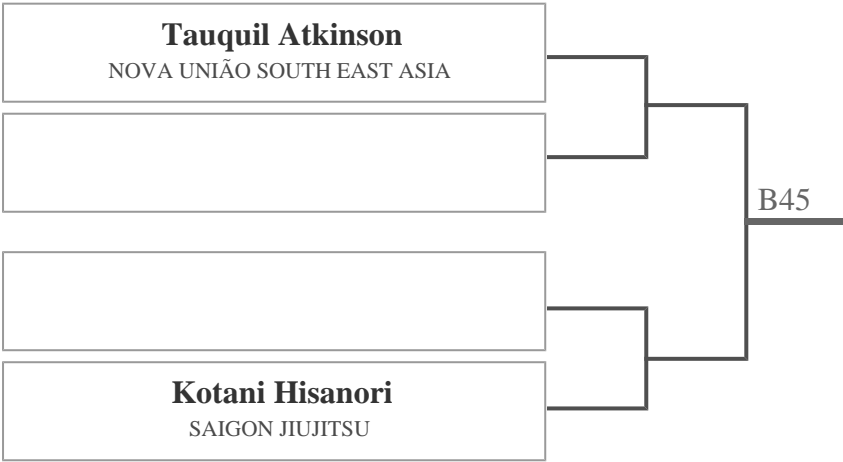 Tauquil Atkinson
NOVA UNIÃO SOUTH EAST ASIA
B45
Kotani Hisanori
SAIGON JIUJITSU